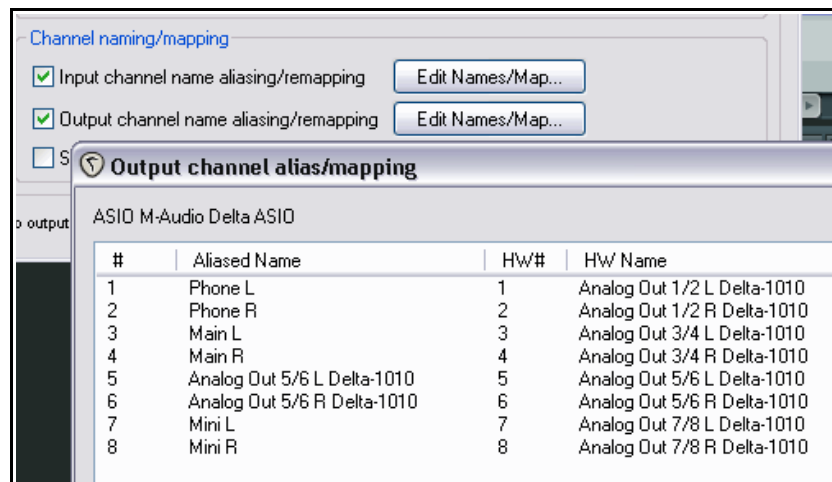 Channel naming/mapping
Input channel name aliasing/remapping Edit Names/Map...
Output channel name aliasing/remapping Edit Names/Map...
Output channel alias/mapping
output
ASIO M-Audio Delta ASIO
# Aliased Name HW# HW Name
1 Phone L 1 Analog Out 1/2 L Delta-1010
2 Phone R 2 Analog Out 1/2 R Delta-1010
3 Main L 3 Analog Out 3/4 L Delta-1010
4 Main R 4 Analog Out 3/4 R Delta-1010
5 Analog Out 5/6 L Delta-1010 5 Analog Out 5/6 L Delta-1010
6 Analog Out 5/6 R Delta-1010 6 Analog Out 5/6 R Delta-1010
7 Mini L 7 Analog Out 7/8 L Delta-1010
8 Mini R 8 Analog Out 7/8 R Delta-1010